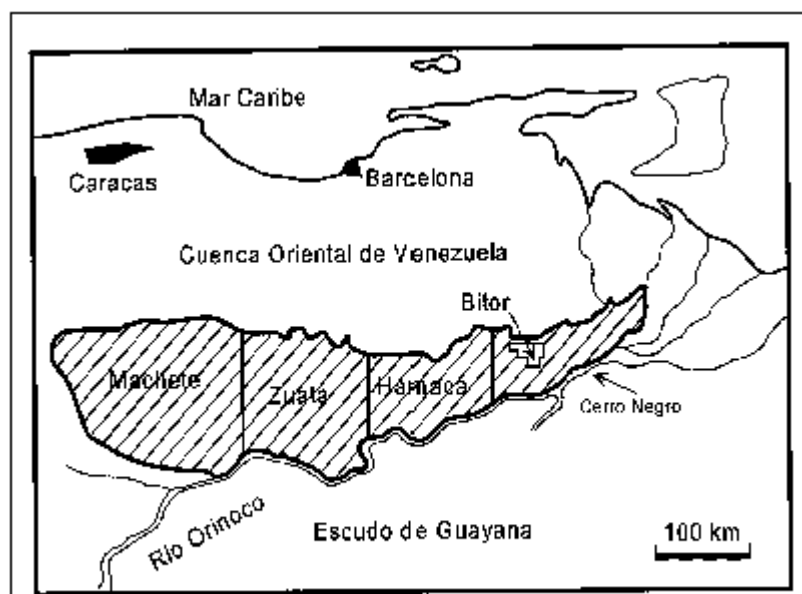 Mar Caribe
Caracas
Barcelona
Cuenca Oriental de Venezuela
Bitor
Machete
Zuata
Hamaca
Cerro Negro
Río Orinoco
Escudo de Guayana
100 km